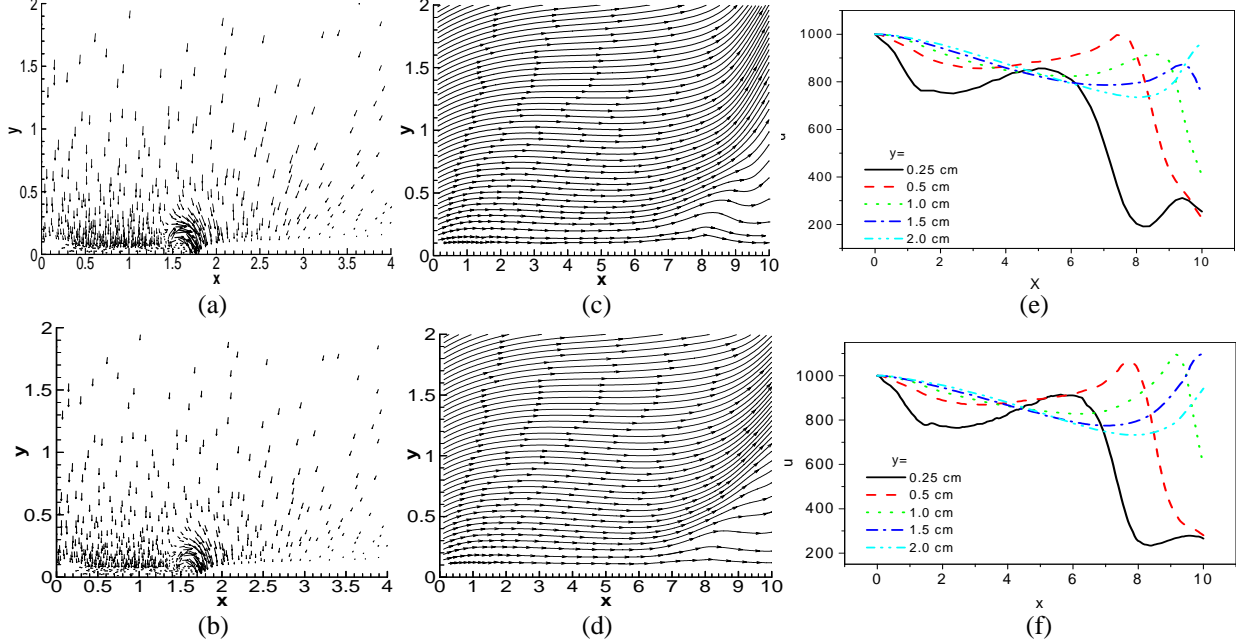 2
1.5
y
1
0.5
0
0 0.5 1 1.5 2 2.5 3 3.5 4
x
(a)
2
1.5
y
1
0.5
0
0 1 2 3 4 5 6 7 8 9 10
x
(c)
1000
800
600
400
200
y=
0.25 cm
0.5 cm
1.0 cm
1.5 cm
2.0 cm
0 2 4 6 8 10
X
(e)
2
1.5
y
1
0.5
0
0 0.5 1 1.5 2 2.5 3 3.5 4
x
(b)
2
1.5
y
1
0.5
0
0 1 2 3 4 5 6 7 8 9 10
x
(d)
1000
800
u
600
400
200
y=
0.25 cm
0.5 cm
1.0 cm
1.5 cm
2.0 cm
0 2 4 6 8 10
x
(f)